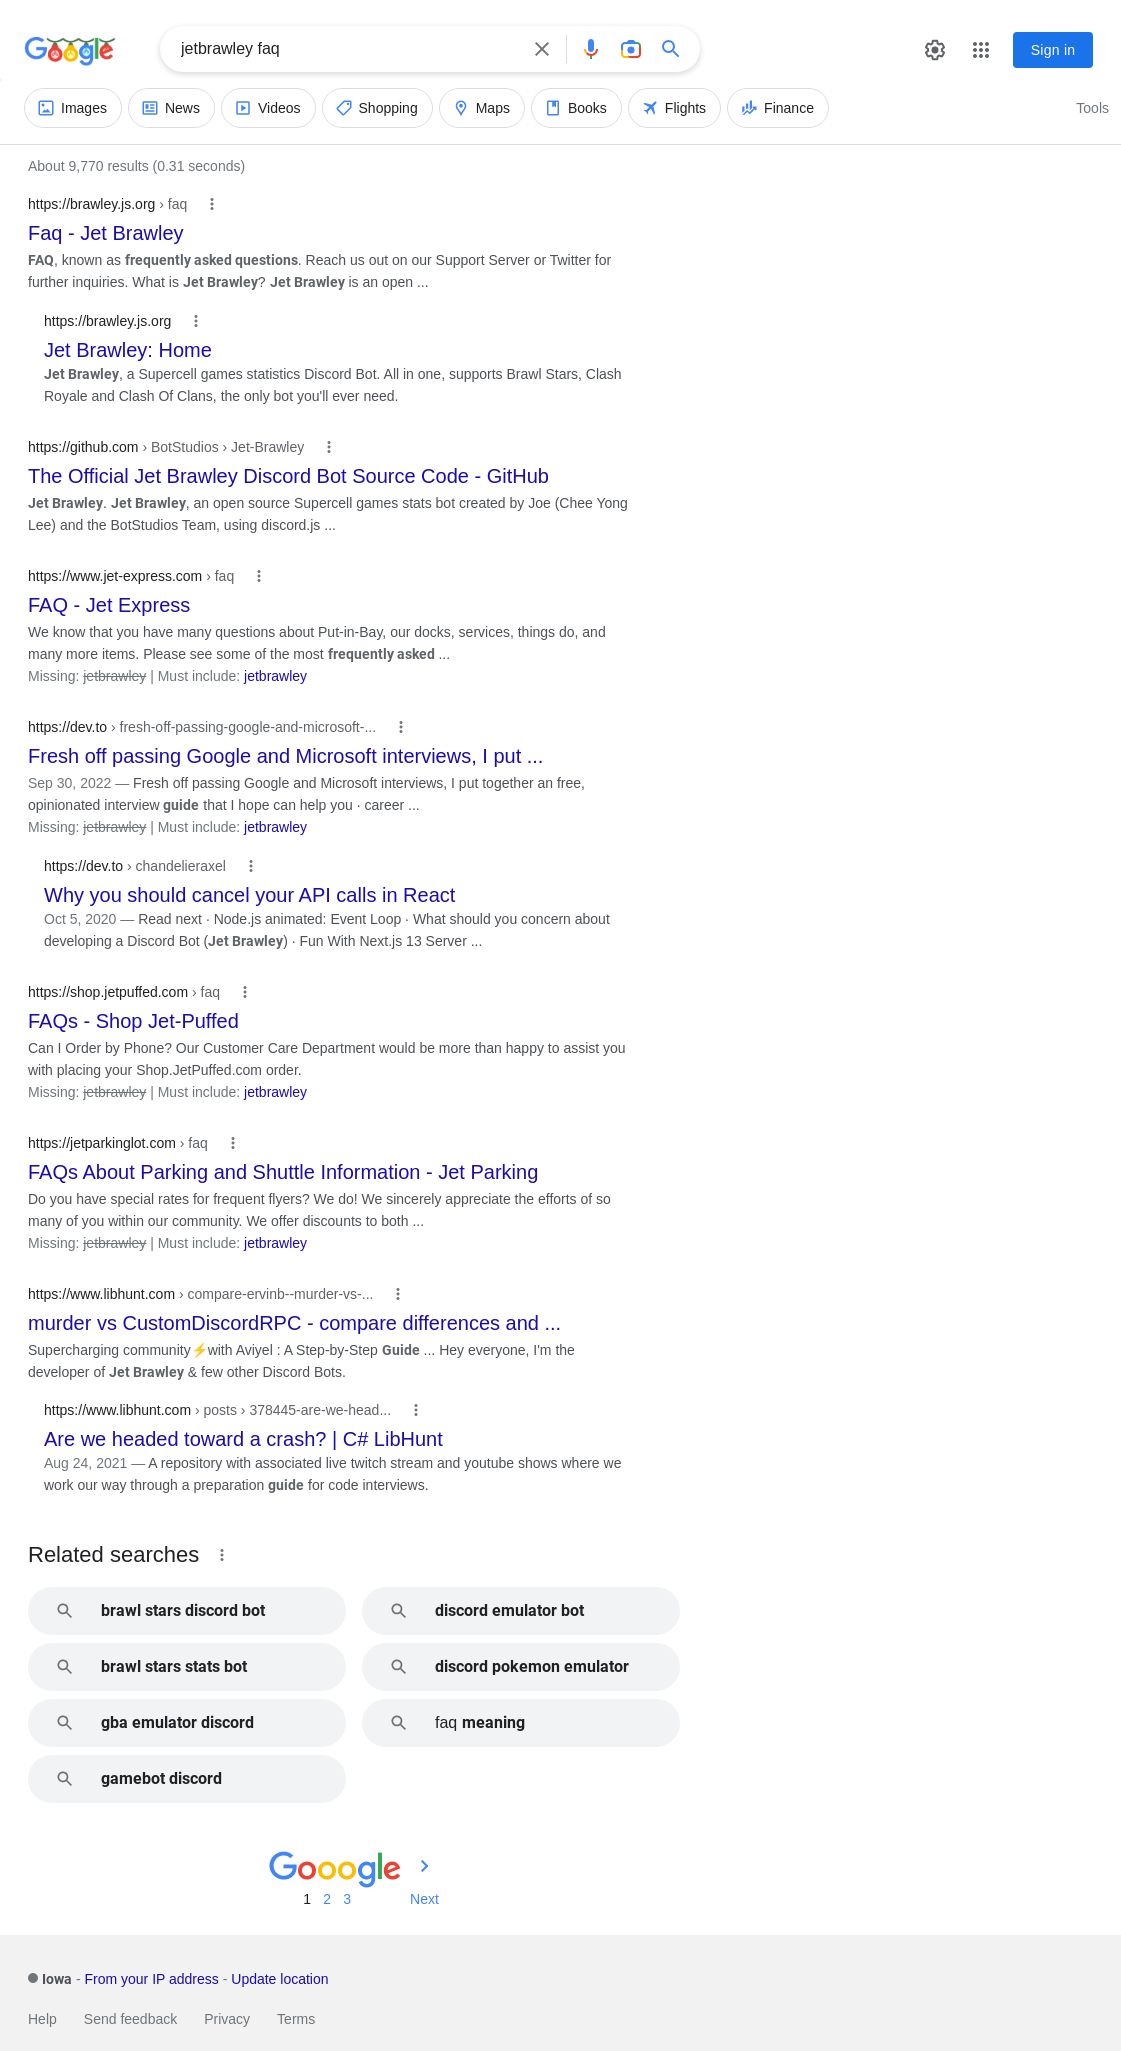 Google
jetbrawley faq
Sign in
Images
News
Videos
Shopping
Maps
Books
Flights
Finance
Tools
About 9,770 results (0.31 seconds)
https://brawley.js.org › faq
Faq - Jet Brawley
FAQ, known as frequently asked questions. Reach us out on our Support Server or Twitter for
further inquiries. What is Jet Brawley? Jet Brawley is an open ...
https://brawley.js.org
Jet Brawley: Home
Jet Brawley, a Supercell games statistics Discord Bot. All in one, supports Brawl Stars, Clash
Royale and Clash Of Clans, the only bot you'll ever need.
https://github.com › BotStudios › Jet-Brawley
The Official Jet Brawley Discord Bot Source Code - GitHub
Jet Brawley. Jet Brawley, an open source Supercell games stats bot created by Joe (Chee Yong
Lee) and the BotStudios Team, using discord.js ...
https://www.jet-express.com › faq
FAQ - Jet Express
We know that you have many questions about Put-in-Bay, our docks, services, things do, and
many more items. Please see some of the most frequently asked ...
Missing: jetbrawley | Must include: jetbrawley
https://dev.to › fresh-off-passing-google-and-microsoft-...
Fresh off passing Google and Microsoft interviews, I put ...
Sep 30, 2022 — Fresh off passing Google and Microsoft interviews, I put together an free,
opinionated interview guide that I hope can help you · career ...
Missing: jetbrawley | Must include: jetbrawley
https://dev.to › chandelieraxel
Why you should cancel your API calls in React
Oct 5, 2020 — Read next · Node.js animated: Event Loop · What should you concern about
developing a Discord Bot (Jet Brawley) · Fun With Next.js 13 Server ...
https://shop.jetpuffed.com › faq
FAQs - Shop Jet-Puffed
Can I Order by Phone? Our Customer Care Department would be more than happy to assist you
with placing your Shop.JetPuffed.com order.
Missing: jetbrawley | Must include: jetbrawley
https://jetparkinglot.com › faq
FAQs About Parking and Shuttle Information - Jet Parking
Do you have special rates for frequent flyers? We do! We sincerely appreciate the efforts of so
many of you within our community. We offer discounts to both ...
Missing: jetbrawley | Must include: jetbrawley
https://www.libhunt.com › compare-ervinb--murder-vs-...
murder vs CustomDiscordRPC - compare differences and ...
Supercharging community⚡with Aviyel : A Step-by-Step Guide ... Hey everyone, I'm the
developer of Jet Brawley & few other Discord Bots.
https://www.libhunt.com › posts › 378445-are-we-head...
Are we headed toward a crash? | C# LibHunt
Aug 24, 2021 — A repository with associated live twitch stream and youtube shows where we
work our way through a preparation guide for code interviews.
Related searches
brawl stars discord bot
discord emulator bot
brawl stars stats bot
discord pokemon emulator
gba emulator discord
faq meaning
gamebot discord
Gooogle
1 2 3 Next
Iowa - From your IP address - Update location
Help Send feedback Privacy Terms